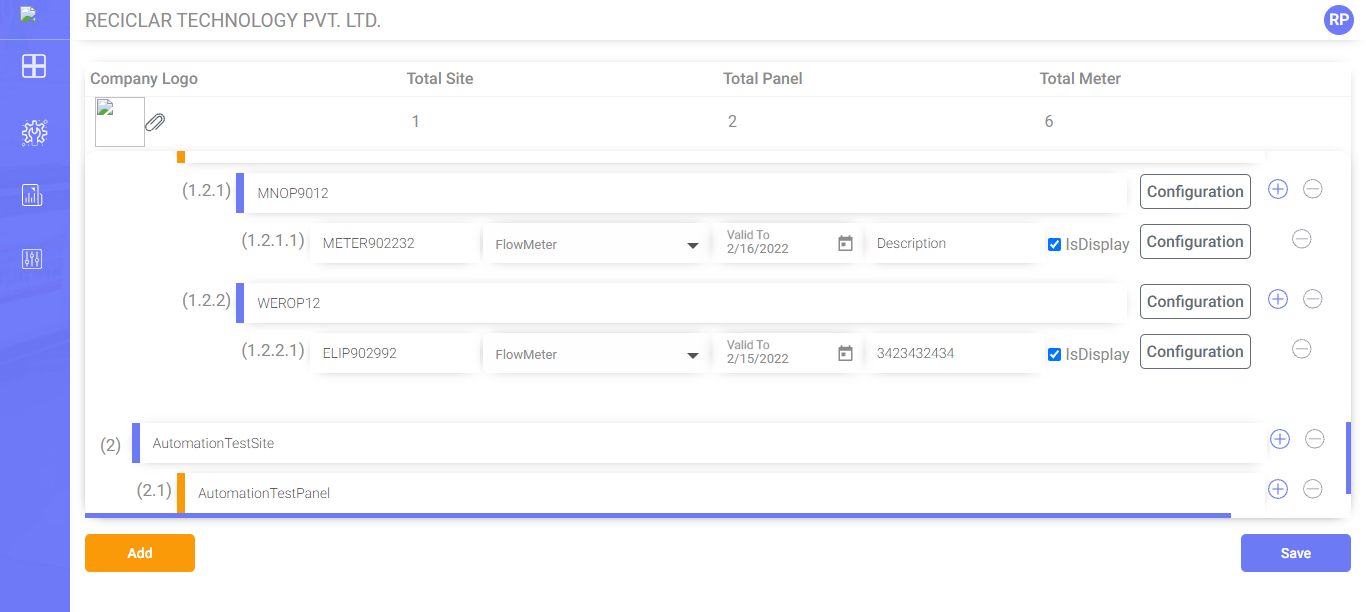 RECICLAR TECHNOLOGY PVT. LTD.
RP
Company Logo Total Site Total Panel Total Meter
1 2 6
(1.2.1) MNOP9012 Configuration
(1.2.1.1) METER902232 FlowMeter Valid To 2/16/2022 Description IsDisplay Configuration
(1.2.2) WEROP12 Configuration
(1.2.2.1) ELIP902992 FlowMeter Valid To 2/15/2022 3423432434 IsDisplay Configuration
(2) AutomationTestSite
(2.1) AutomationTestPanel
Add Save